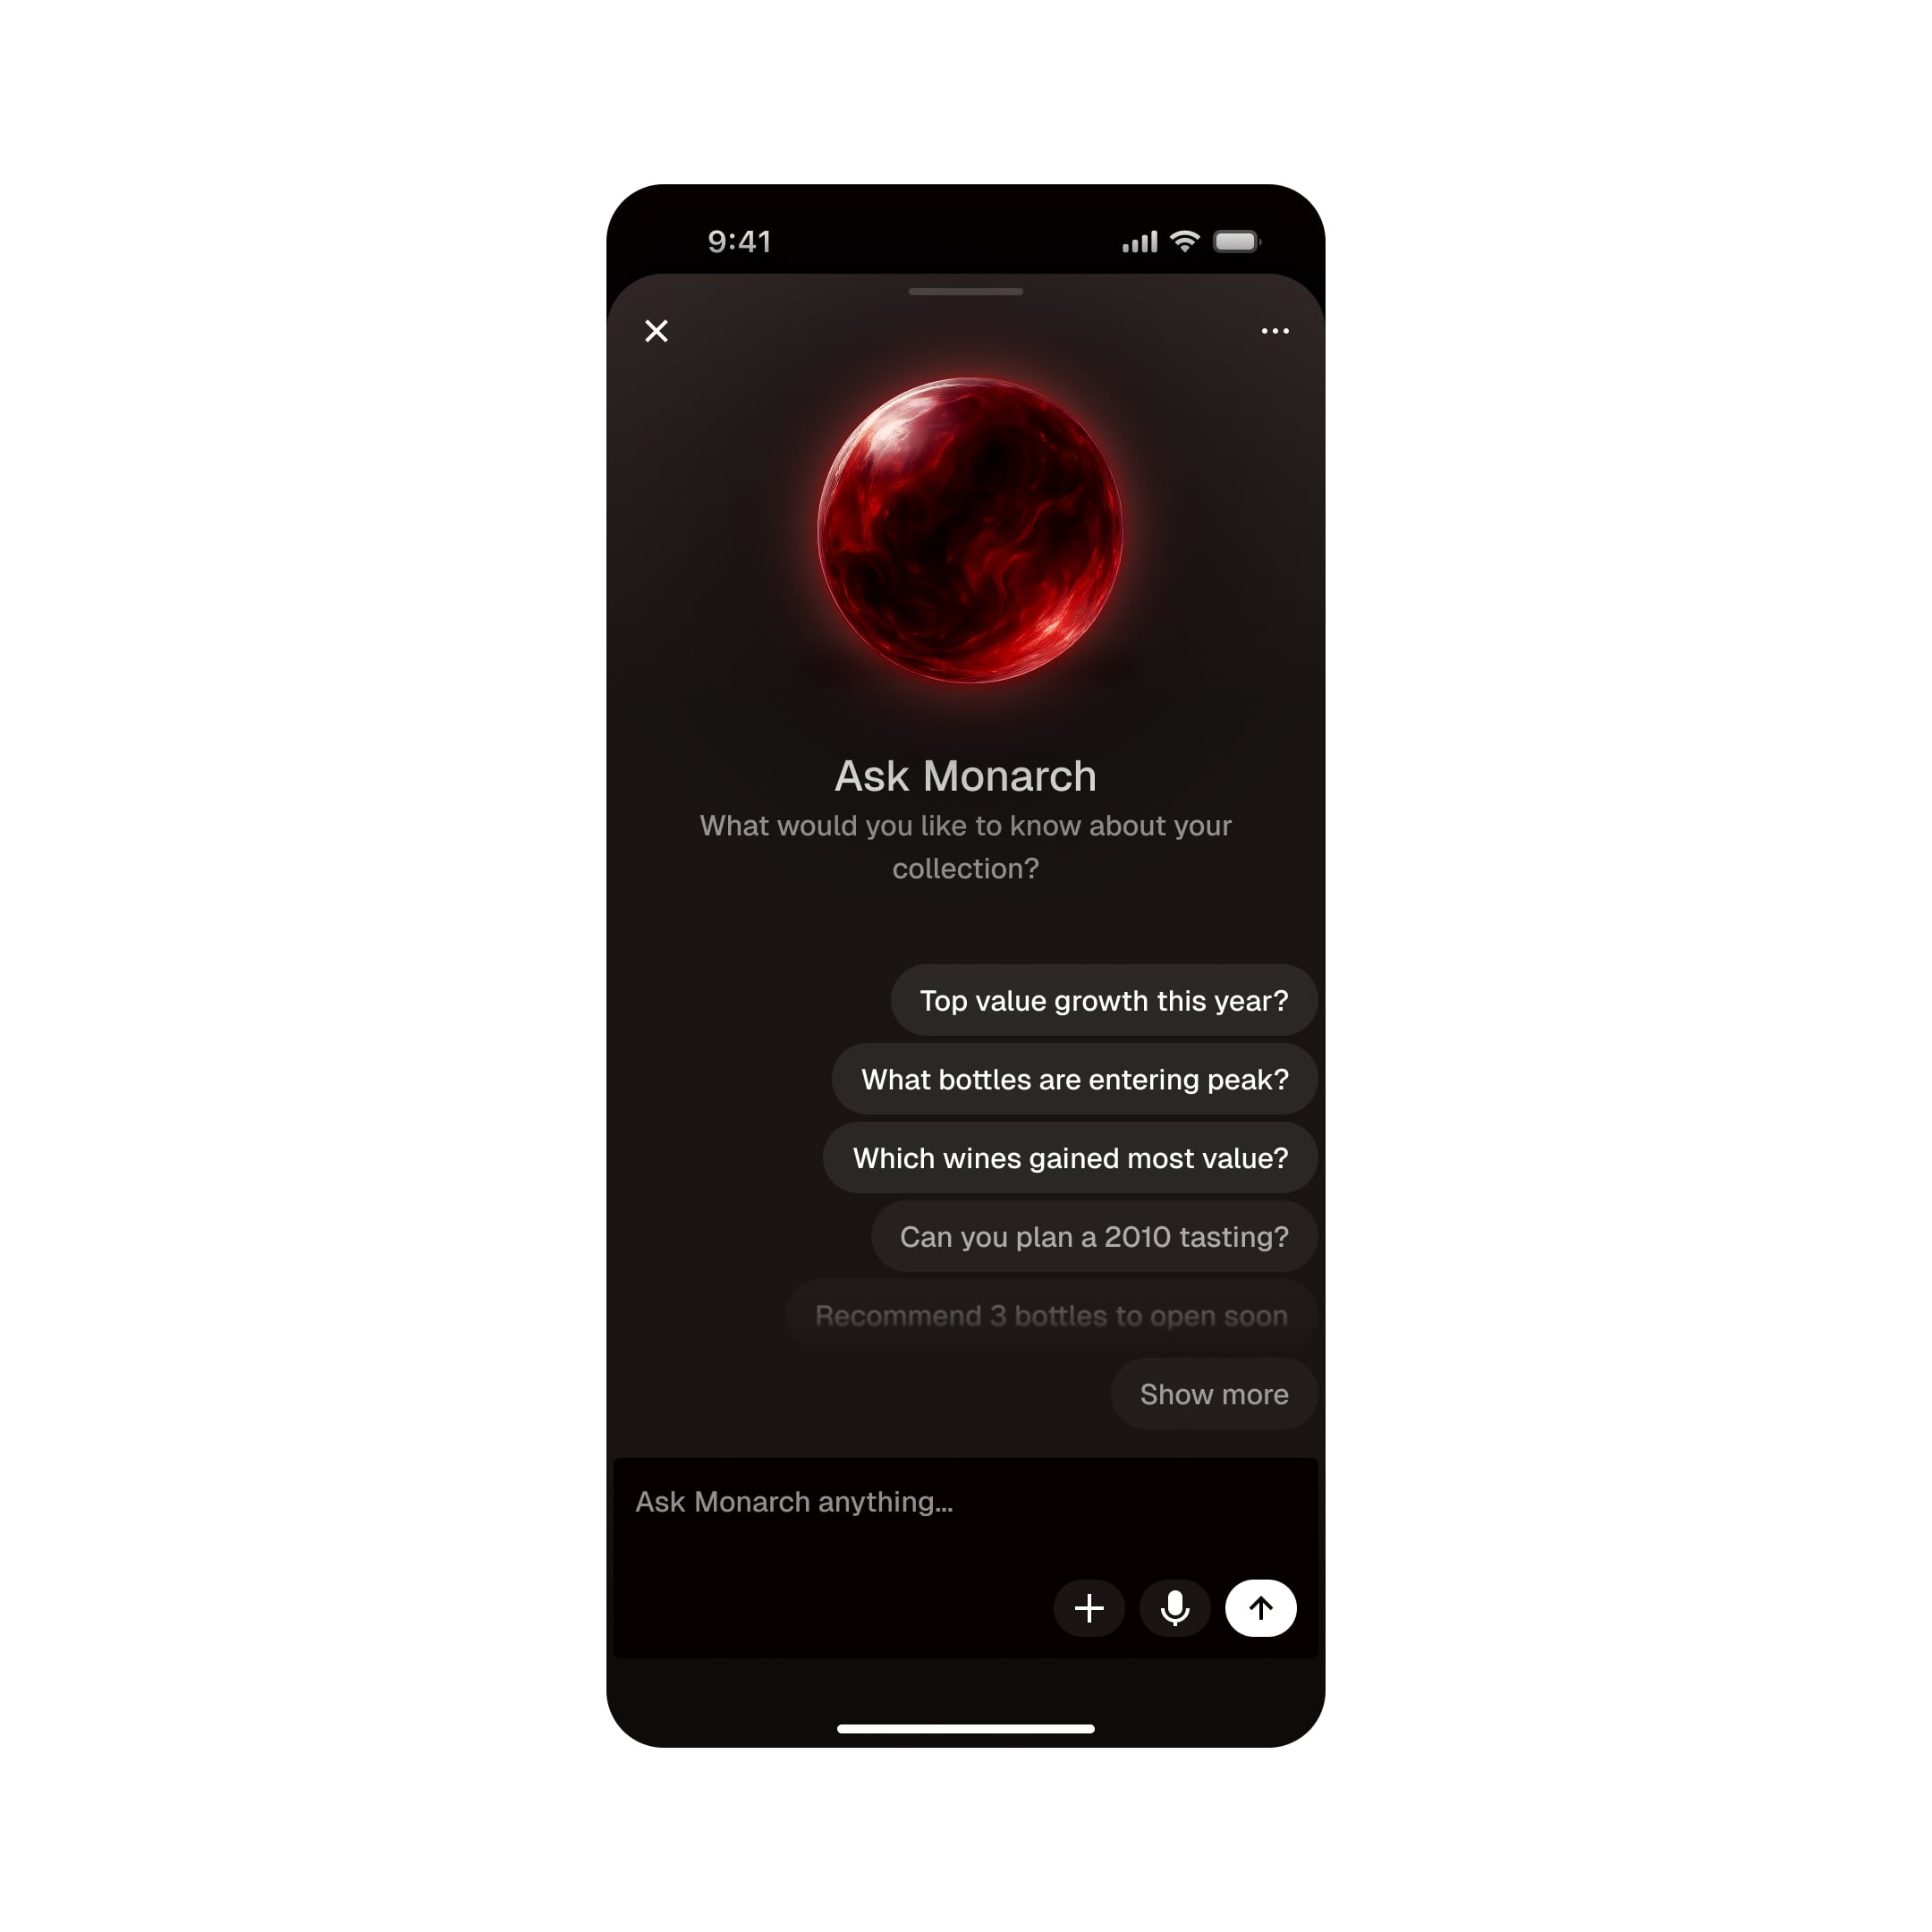 9:41
Ask Monarch
What would you like to know about your
collection?
Top value growth this year?
What bottles are entering peak?
Which wines gained most value?
Can you plan a 2010 tasting?
Recommend 3 bottles to open soon
Show more
Ask Monarch anything...